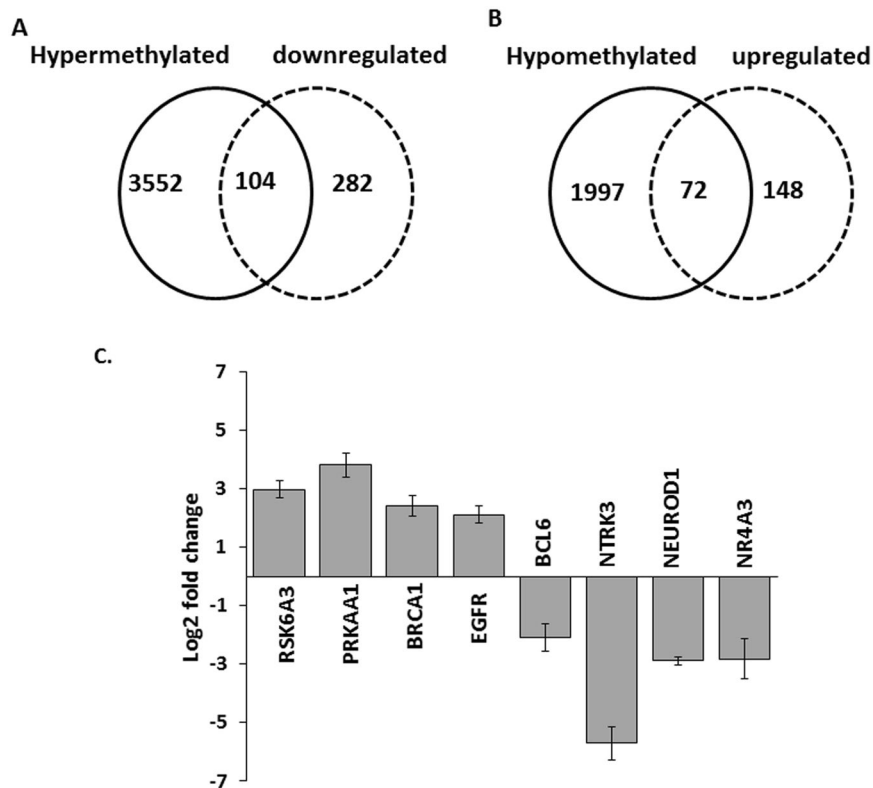 A
Hypermethylated downregulated
3552 104 282
B
Hypomethylated upregulated
1997 72 148
C.
Log2 fold change
7
5
3
1
-1
-3
-5
-7
RSK6A3
PRKAA1
BRCA1
EGFR
BCL6
NTRK3
NEUROD1
NR4A3